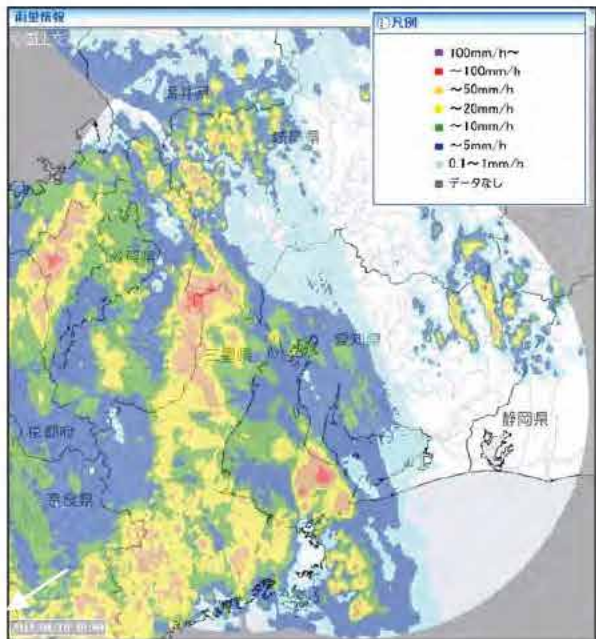 雨量情報
凡例
100mm/h～
～100mm/h
～50mm/h
～20mm/h
～10mm/h
～5mm/h
0.1～1mm/h
データなし
福井県
岐阜県
滋賀県
三重県
愛知県
静岡県
京都府
奈良県